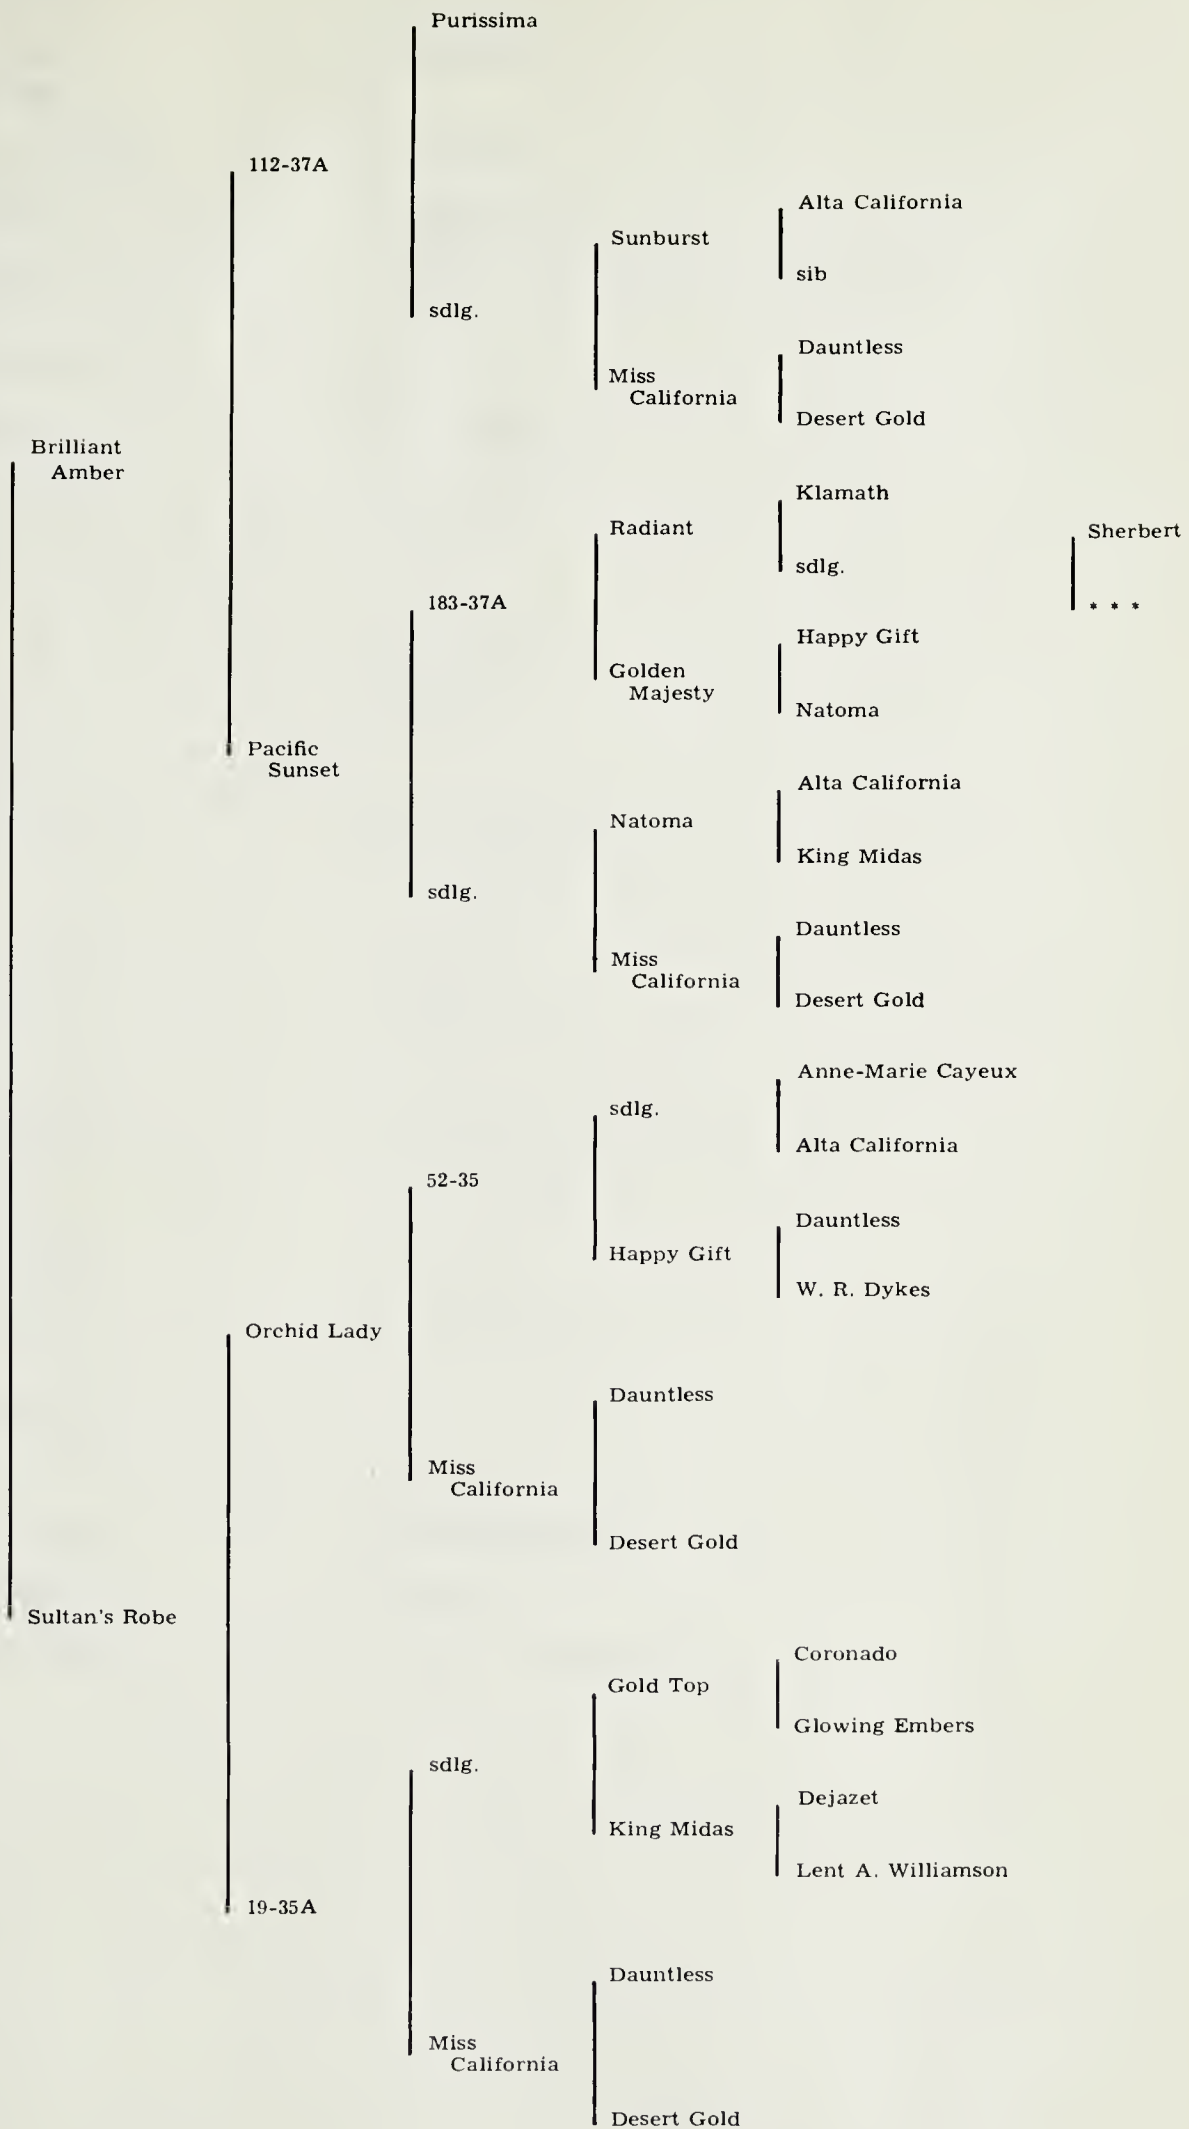 Purissima
112-37A
Alta California
Sunburst
sib
sdlg.
Dauntless
Miss
California
Desert Gold
Brilliant
Amber
Klamath
Radiant
Sherbert
sdlg.
183-37A
* * *
Happy Gift
Golden
Majesty
Natoma
Pacific
Sunset
Alta California
Natoma
King Midas
sdlg.
Dauntless
Miss
California
Desert Gold
Anne-Marie Cayeux
sdlg.
Alta California
52-35
Dauntless
Happy Gift
W. R. Dykes
Orchid Lady
Dauntless
Miss
California
Desert Gold
Sultan's Robe
Coronado
Gold Top
Glowing Embers
sdlg.
Dejazet
King Midas
Lent A. Williamson
19-35A
Dauntless
Miss
California
Desert Gold